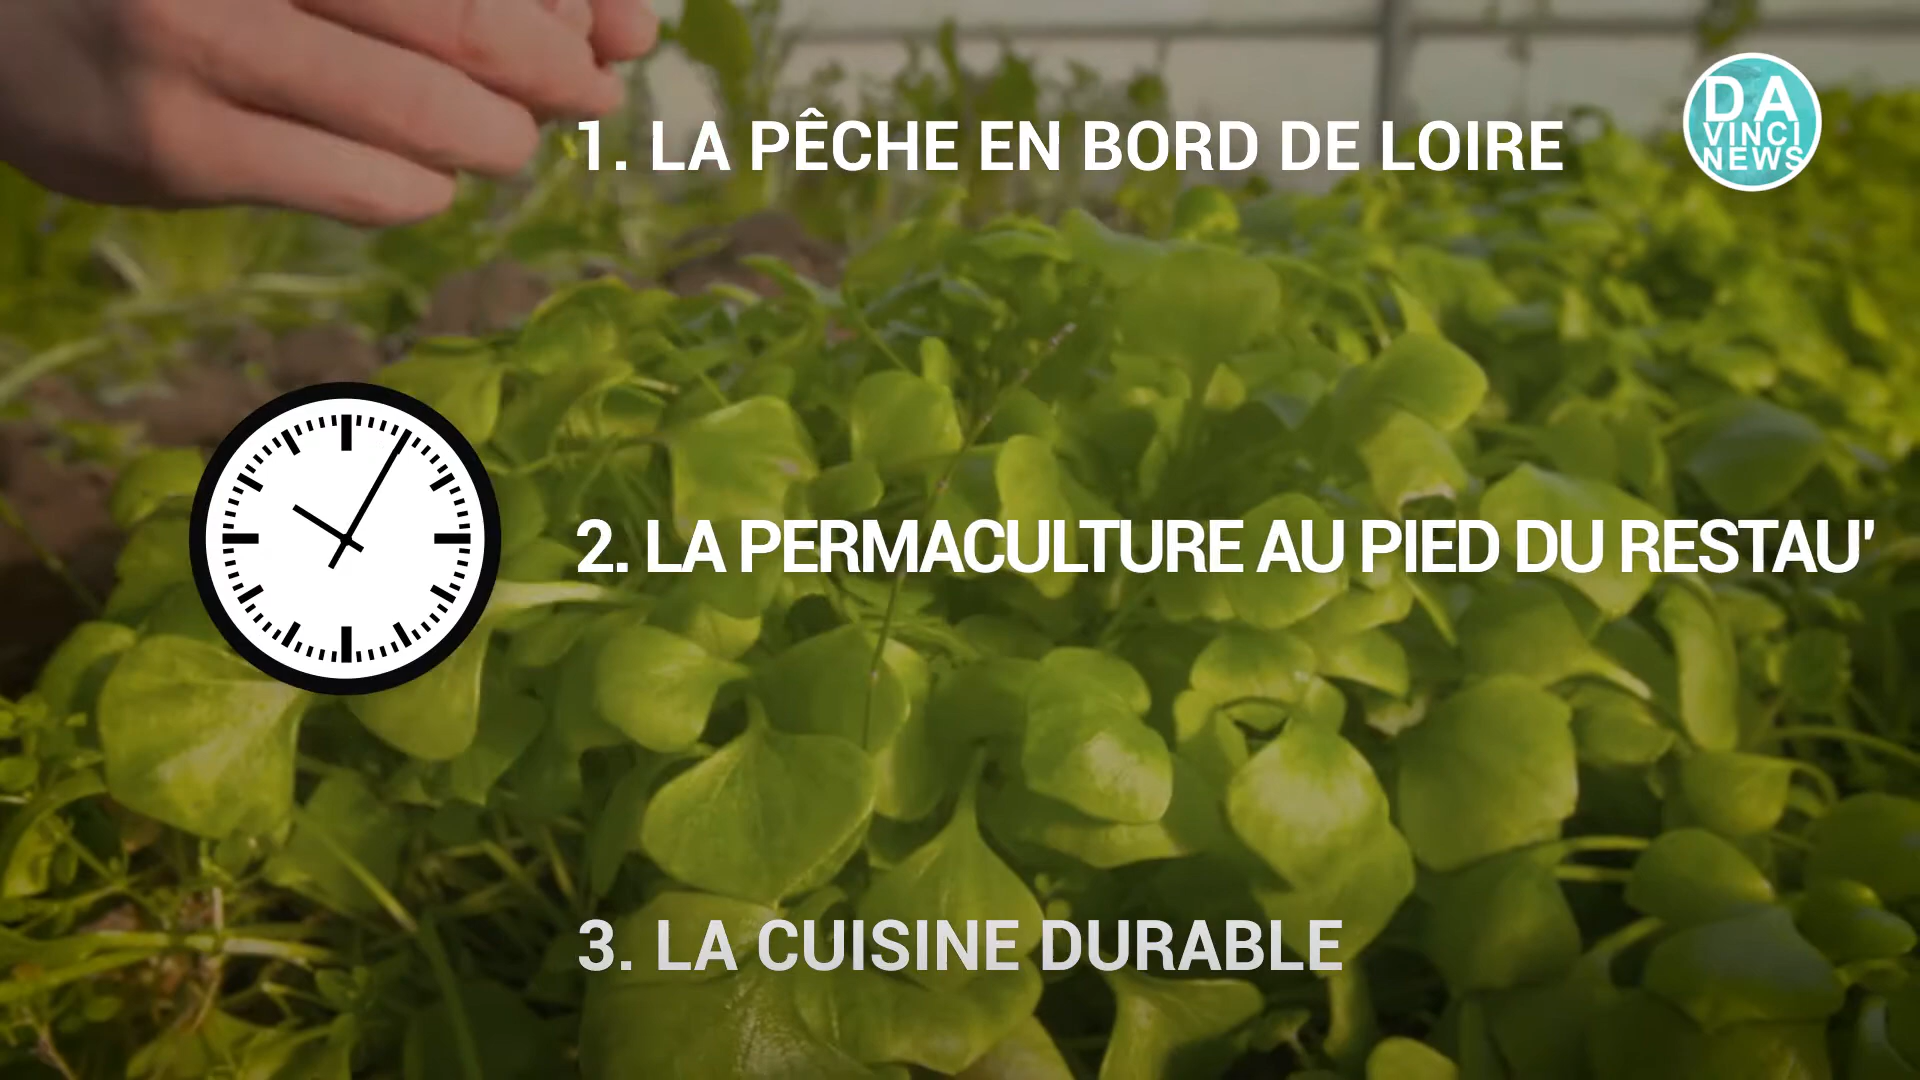 1. LA PÊCHE EN BORD DE LOIRE
DA
VINCI
NEWS
2. LA PERMACULTURE AU PIED DU RESTAU'
3. LA CUISINE DURABLE